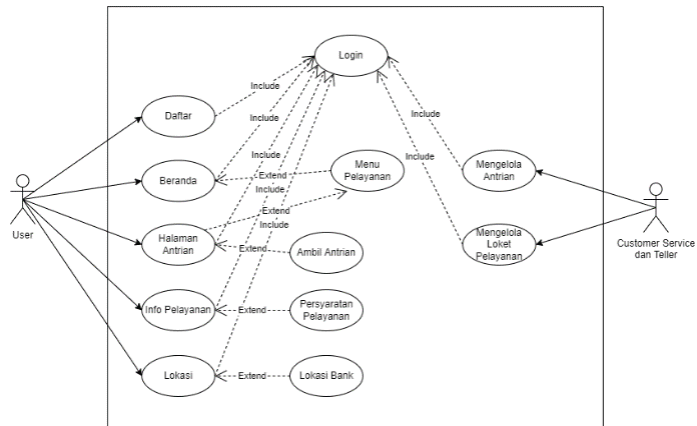 Login
Include
Daftar
Include
Include
Include
Menu
Pelayanan
Mengelola
Antrian
Extend
Beranda
Include
Include
Extend
User
Halaman
Antrian
Include
Mengelola
Loket
Pelayanan
Customer Service
dan Teller
Extend
Ambil Antrian
Info Pelayanan
Extend
Persyaratan
Pelayanan
Lokasi
Extend
Lokasi Bank